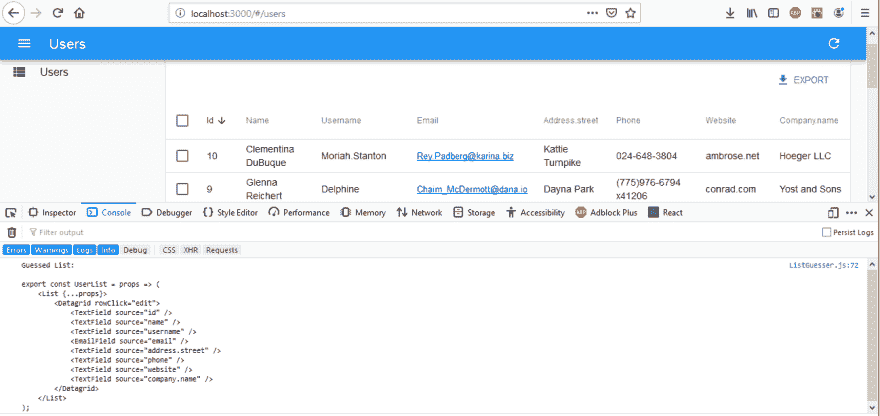 localhost:3000/#/users
ABP
Users
Users
EXPORT
Id Name Username Email Address.street Phone Website Company.name
10 Clementina DuBuque Moriah.Stanton Rey.Padberg@karina.biz Kattie Turnpike 024-648-3804 ambrose.net Hoeger LLC
9 Glenna Reichert Delphine Chaim_McDermott@dana.io Dayna Park (775)976-6794 x41206 conrad.com Yost and Sons
Inspector Console Debugger Style Editor Performance Memory Network Storage Accessibility Adblock Plus React
Filter output Persist Logs
Errors Warnings Logs Info Debug CSS XHR Requests
Guessed List: ListGuesser.js:72
export const UserList = props => (
<List {...props}>
<Datagrid rowClick="edit">
<TextField source="id" />
<TextField source="name" />
<TextField source="username" />
<EmailField source="email" />
<TextField source="address.street" />
<TextField source="phone" />
<TextField source="website" />
<TextField source="company.name" />
</Datagrid>
</List>
);